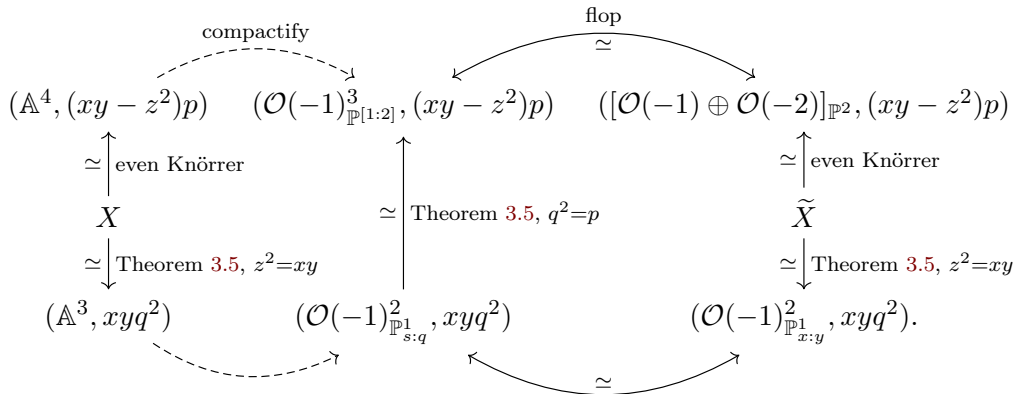 compactify
flop
≃
(𝔸⁴, (xy − z²)p) (𝒪(−1)³_{ℙ^{[1:2]}}, (xy − z²)p) ([𝒪(−1) ⊕ 𝒪(−2)]_{ℙ²}, (xy − z²)p)
≃ even Knörrer ≃ even Knörrer
X ≃ Theorem 3.5, q²=p X̃
≃ Theorem 3.5, z²=xy ≃ Theorem 3.5, z²=xy
(𝔸³, xyq²) (𝒪(−1)²_{ℙ¹_{s:q}}, xyq²) (𝒪(−1)²_{ℙ¹_{x:y}}, xyq²).
≃